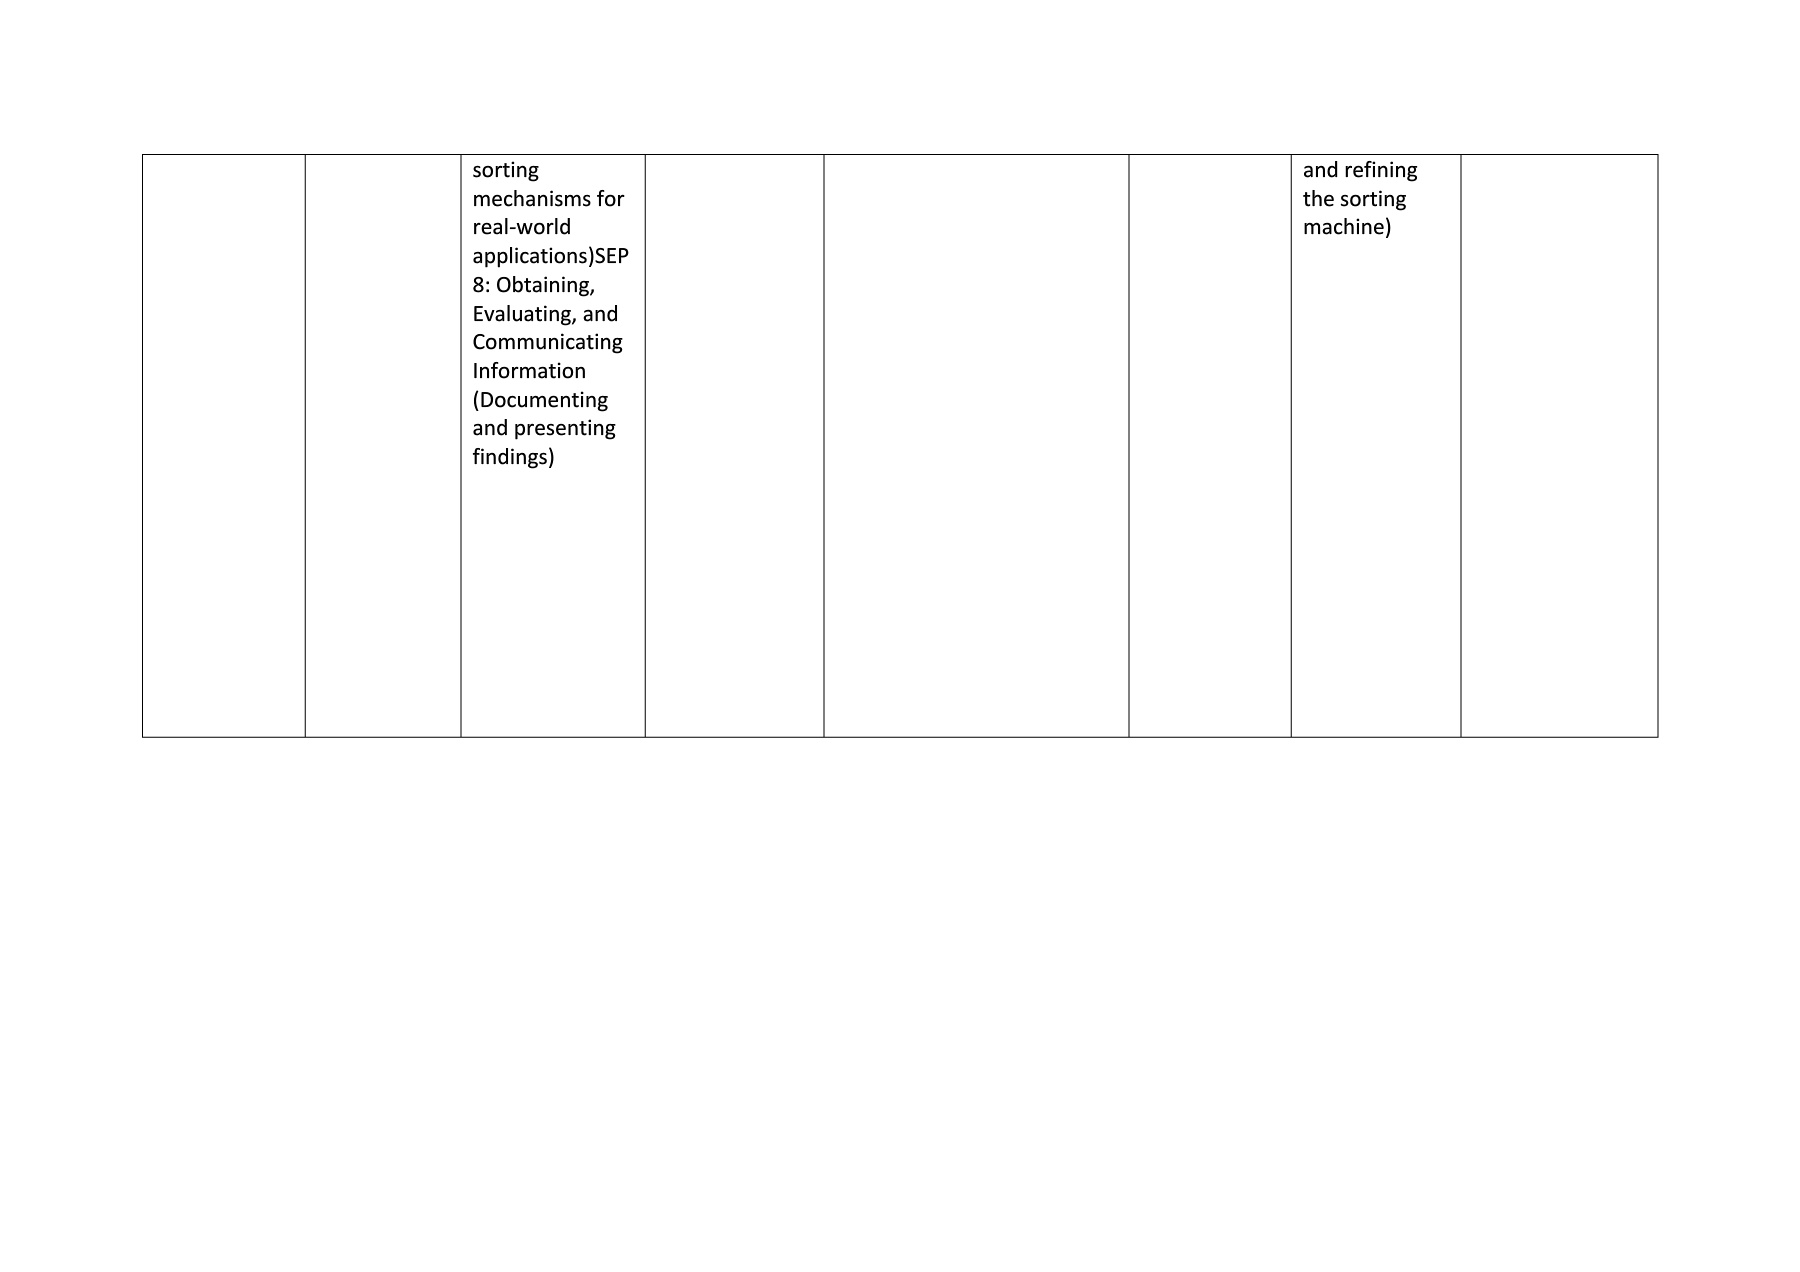 sorting
mechanisms for
real-world
applications)SEP
8: Obtaining,
Evaluating, and
Communicating
Information
(Documenting
and presenting
findings)
and refining
the sorting
machine)